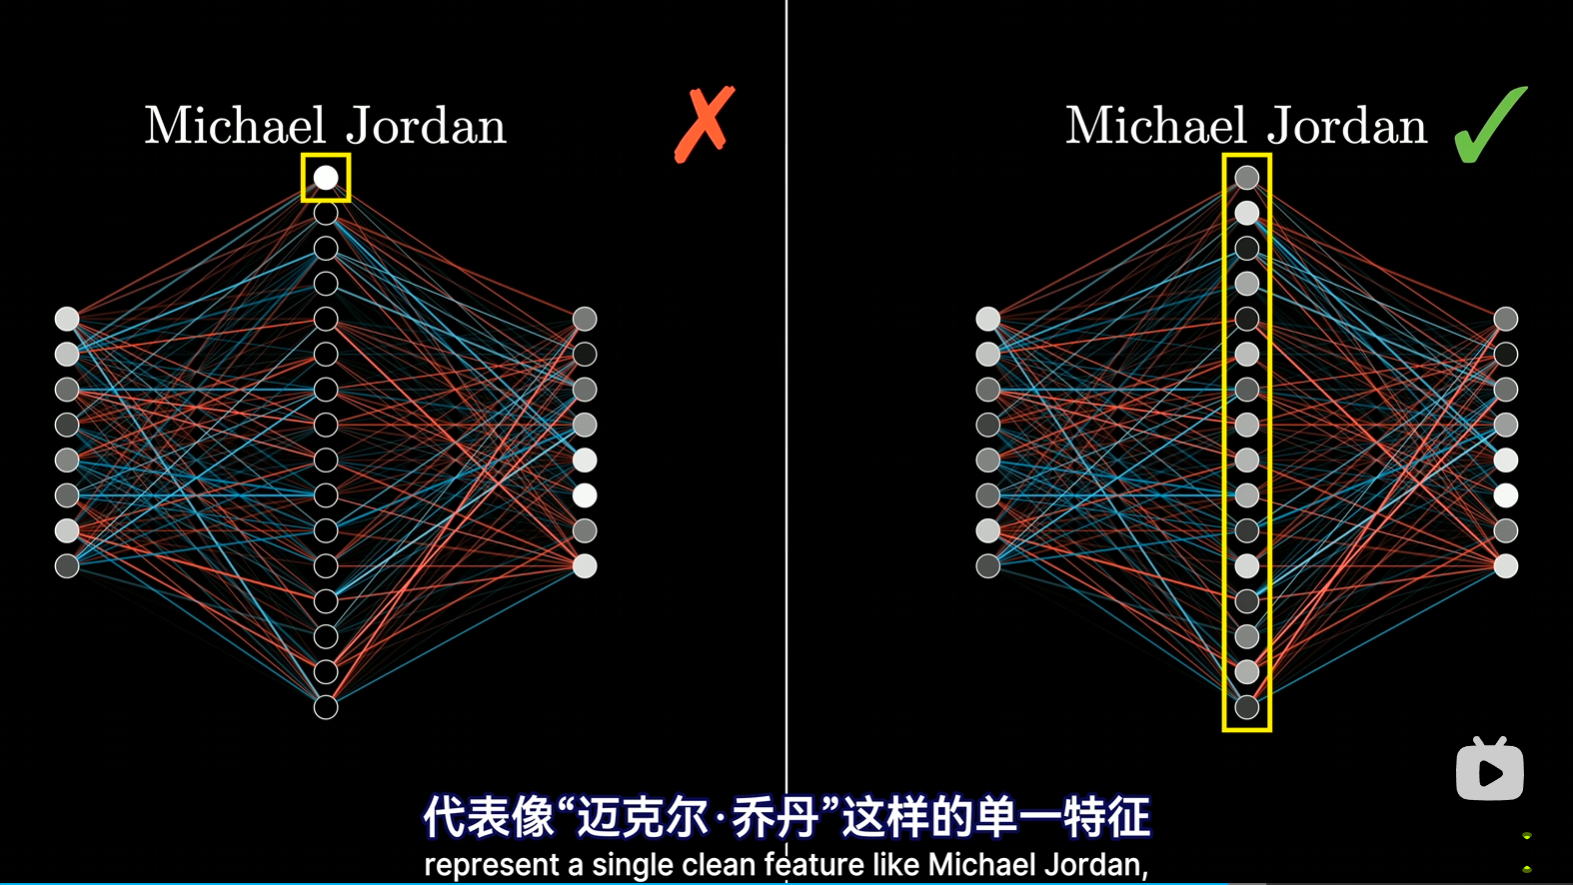 Michael Jordan
Michael Jordan
代表像“迈克尔·乔丹”这样的单一特征
represent a single clean feature like Michael Jordan,